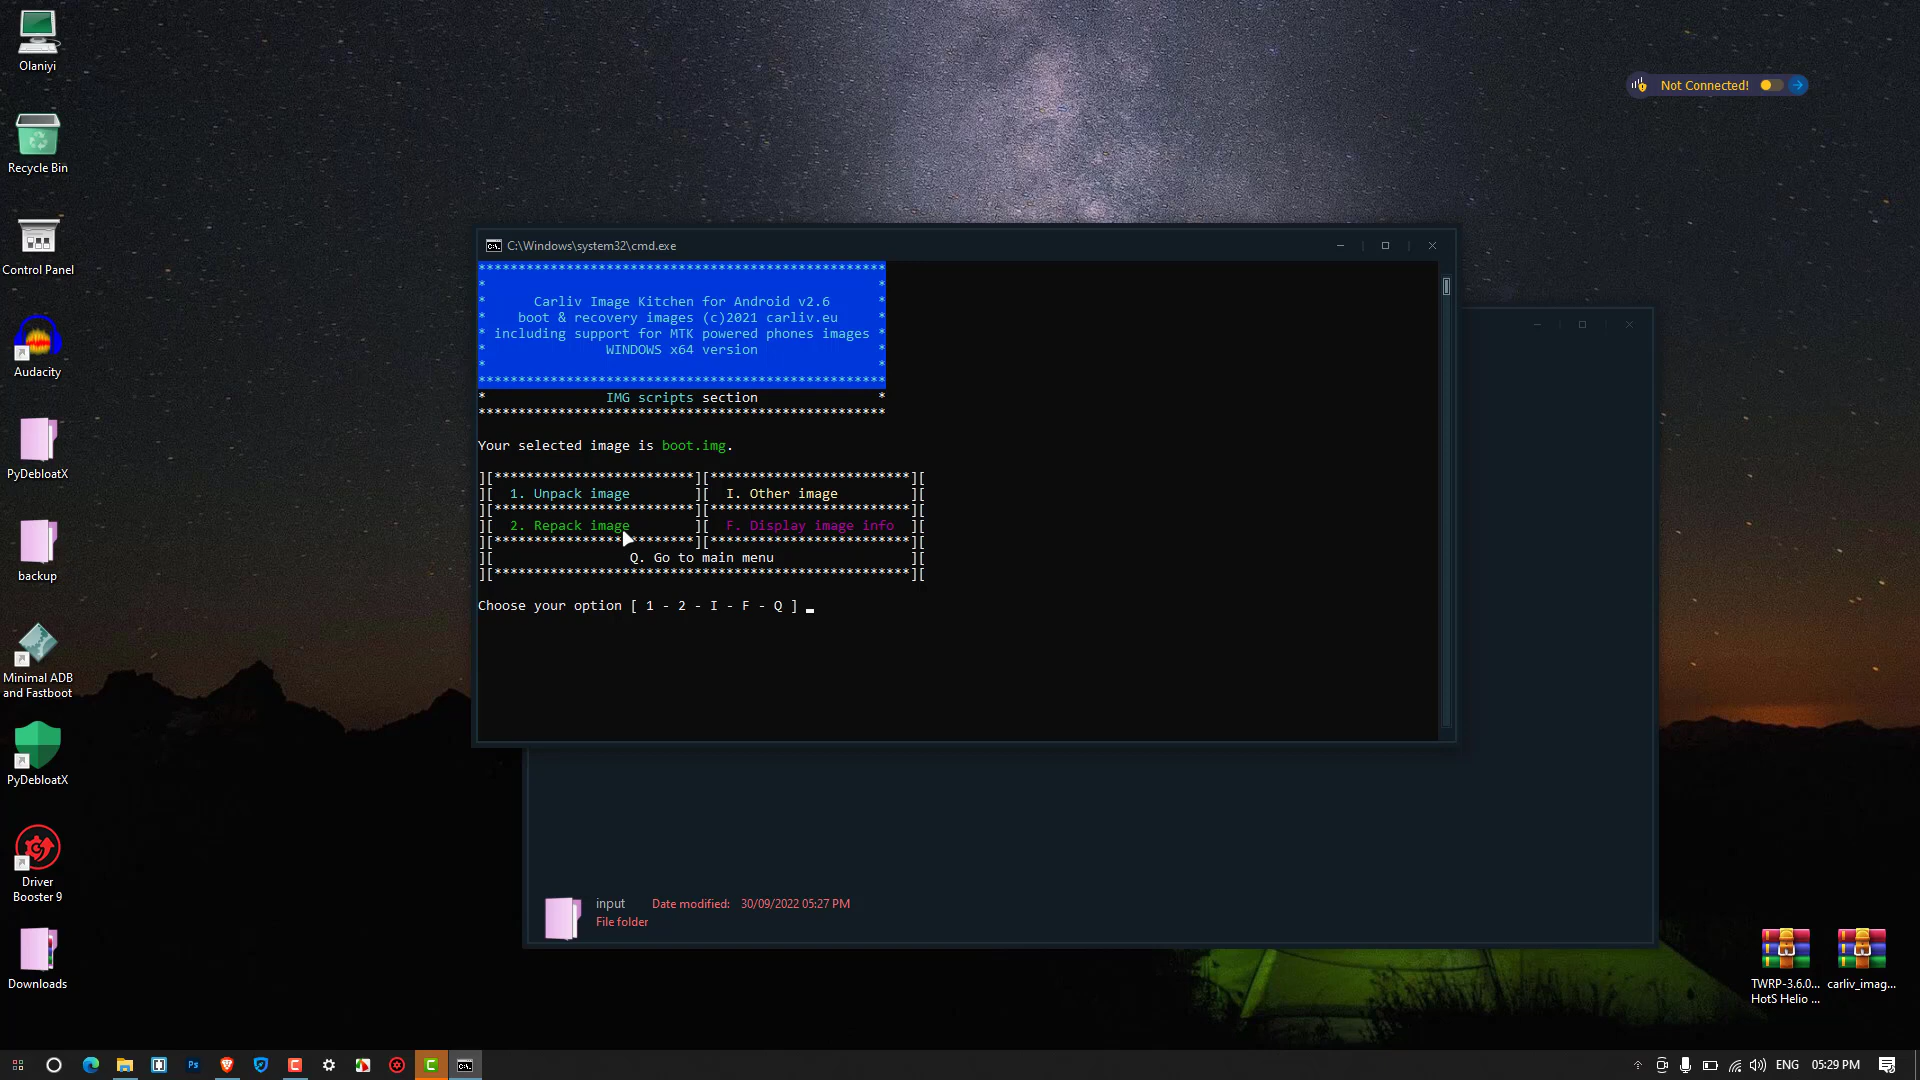 Olaniyi
Recycle Bin
Control Panel
Audacity
PyDebloatX
backup
Minimal ADB
and Fastboot
PyDebloatX
Driver
Booster 9
Downloads
Not Connected!
C:\Windows\system32\cmd.exe
***************************************************
* *
* Carliv Image Kitchen for Android v2.6 *
* boot & recovery images (c)2021 carliv.eu *
* including support for MTK powered phones images *
* WINDOWS x64 version *
* *
***************************************************
* IMG scripts section *
***************************************************
Your selected image is boot.img.
][*************************][*************************][
][ 1. Unpack image ][ I. Other image ][
][*************************][*************************][
][ 2. Repack image ][ F. Display image info ][
][*************************][*************************][
][ Q. Go to main menu ][
][****************************************************][
Choose your option [ 1 - 2 - I - F - Q ] _
input Date modified: 30/09/2022 05:27 PM
File folder
TWRP-3.6.0...
HotS Helio ...
carliv_imag...
Ps
C
C
ENG
05:29 PM